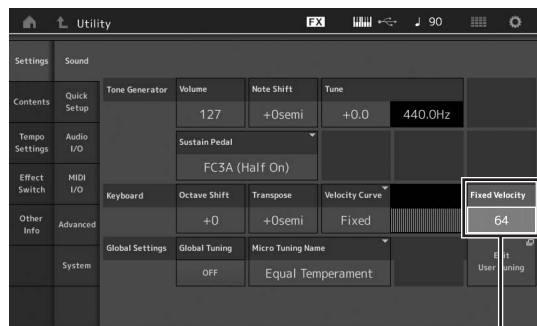 Utility
FX
90
Settings
Sound
Contents
Quick
Setup
Tempo
Settings
Audio
I/O
Effect
Switch
MIDI
I/O
Other
Info
Advanced
System
Tone Generator
Volume
127
Note Shift
+0semi
Tune
+0.0
440.0Hz
Sustain Pedal
FC3A (Half On)
Keyboard
Octave Shift
+0
Transpose
+0semi
Velocity Curve
Fixed
Fixed Velocity
64
Global Settings
Global Tuning
OFF
Micro Tuning Name
Equal Temperament
User